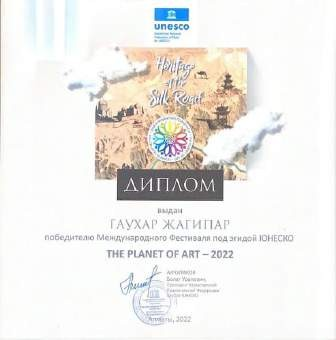 unesco
Heritage
of the
Silk Road
ДИПЛОМ
выдан
ГАУХАР ЖАГИПАР
победителю Международного Фестиваля под эгидой ЮНЕСКО
THE PLANET OF ART – 2022
Алматы, 2022